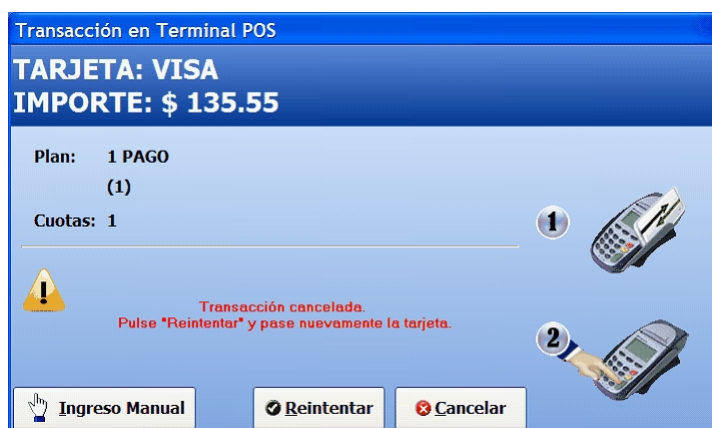 Transacción en Terminal POS
TARJETA: VISA
IMPORTE: $ 135.55
Plan: 1 PAGO
(1)
Cuotas: 1
1
Transacción cancelada.
Pulse "Reintentar" y pase nuevamente la tarjeta.
2
Ingreso Manual
Reintentar
Cancelar